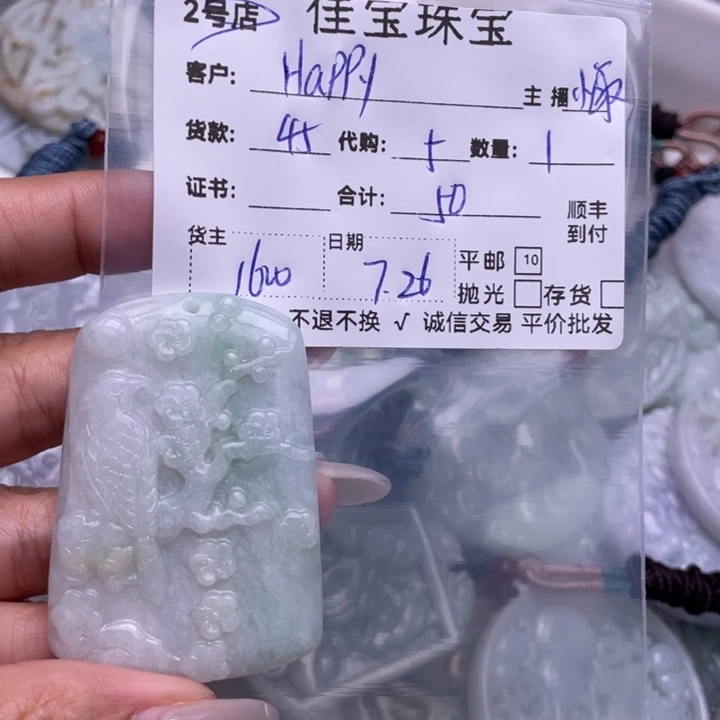 2号店 佳宝珠宝
客户: HaPPy 主播
货款: 45 代购: 5 数量: 1
证书: 合计: 50 顺丰到付
货主 日期
1600 7.26 平邮 10
抛光 存货
不退不换 √ 诚信交易 平价批发